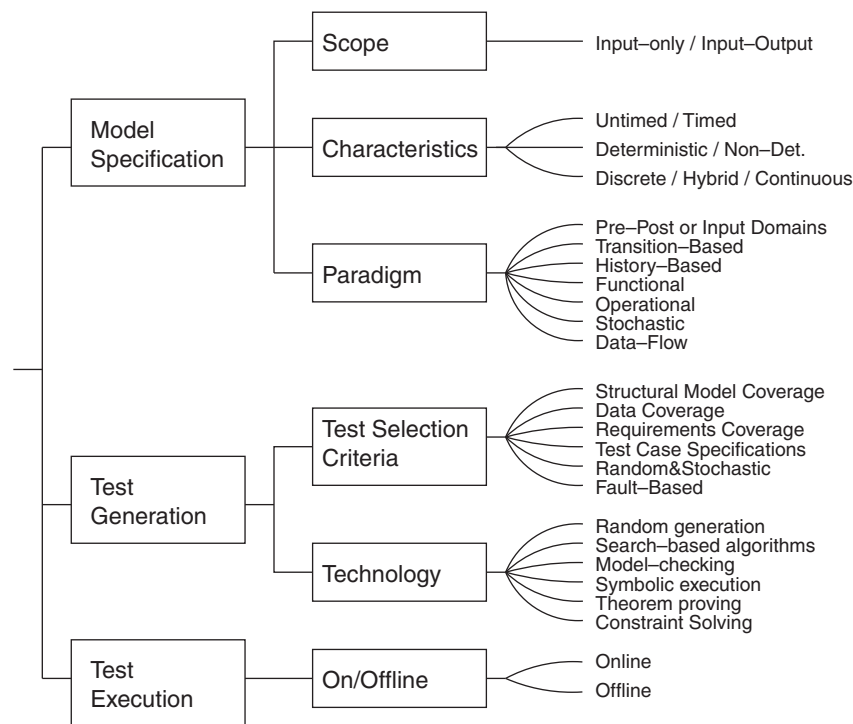 Scope
Input–only / Input–Output
Model
Specification
Characteristics
Untimed / Timed
Deterministic / Non–Det.
Discrete / Hybrid / Continuous
Paradigm
Pre–Post or Input Domains
Transition–Based
History–Based
Functional
Operational
Stochastic
Data–Flow
Test
Generation
Test Selection
Criteria
Structural Model Coverage
Data Coverage
Requirements Coverage
Test Case Specifications
Random&Stochastic
Fault–Based
Technology
Random generation
Search–based algorithms
Model–checking
Symbolic execution
Theorem proving
Constraint Solving
Test
Execution
On/Offline
Online
Offline